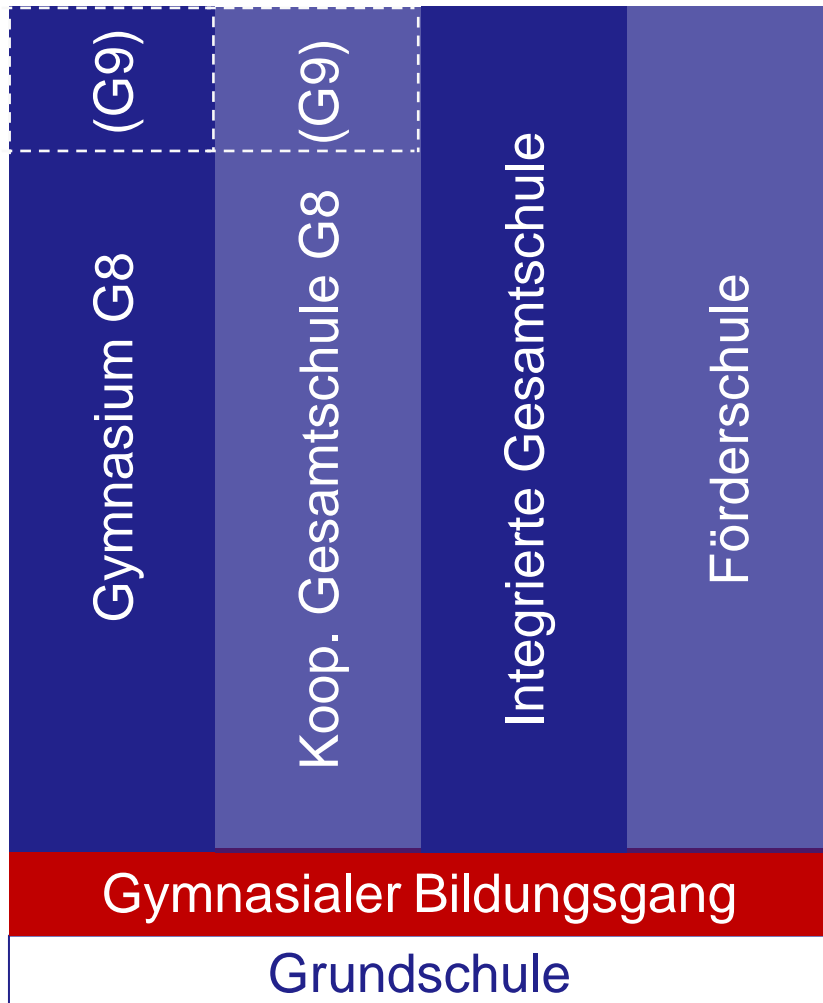 (G9)
Gymnasium G8
(G9)
Koop. Gesamtschule G8
Integrierte Gesamtschule
Förderschule
Gymnasialer Bildungsgang
Grundschule